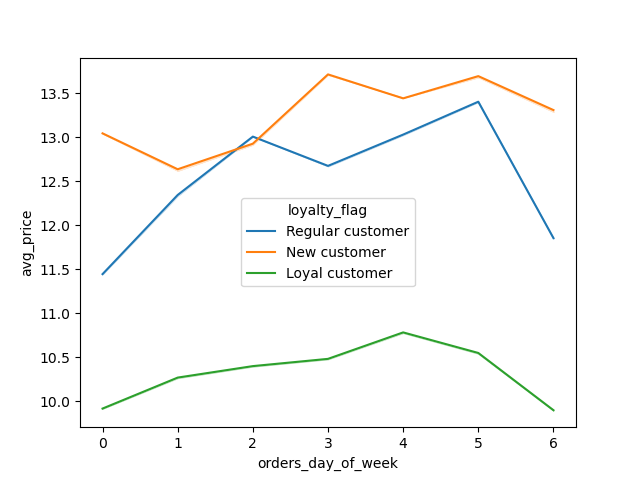 13.5
13.0
12.5
12.0
11.5
11.0
10.5
10.0
avg_price
loyalty_flag
Regular customer
New customer
Loyal customer
0 1 2 3 4 5 6
orders_day_of_week